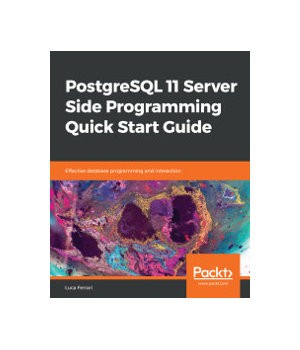 PostgreSQL 11 Server
Side Programming
Quick Start Guide
Effective database programming and interaction
Packt>
www.packt.com
Luca Ferrari